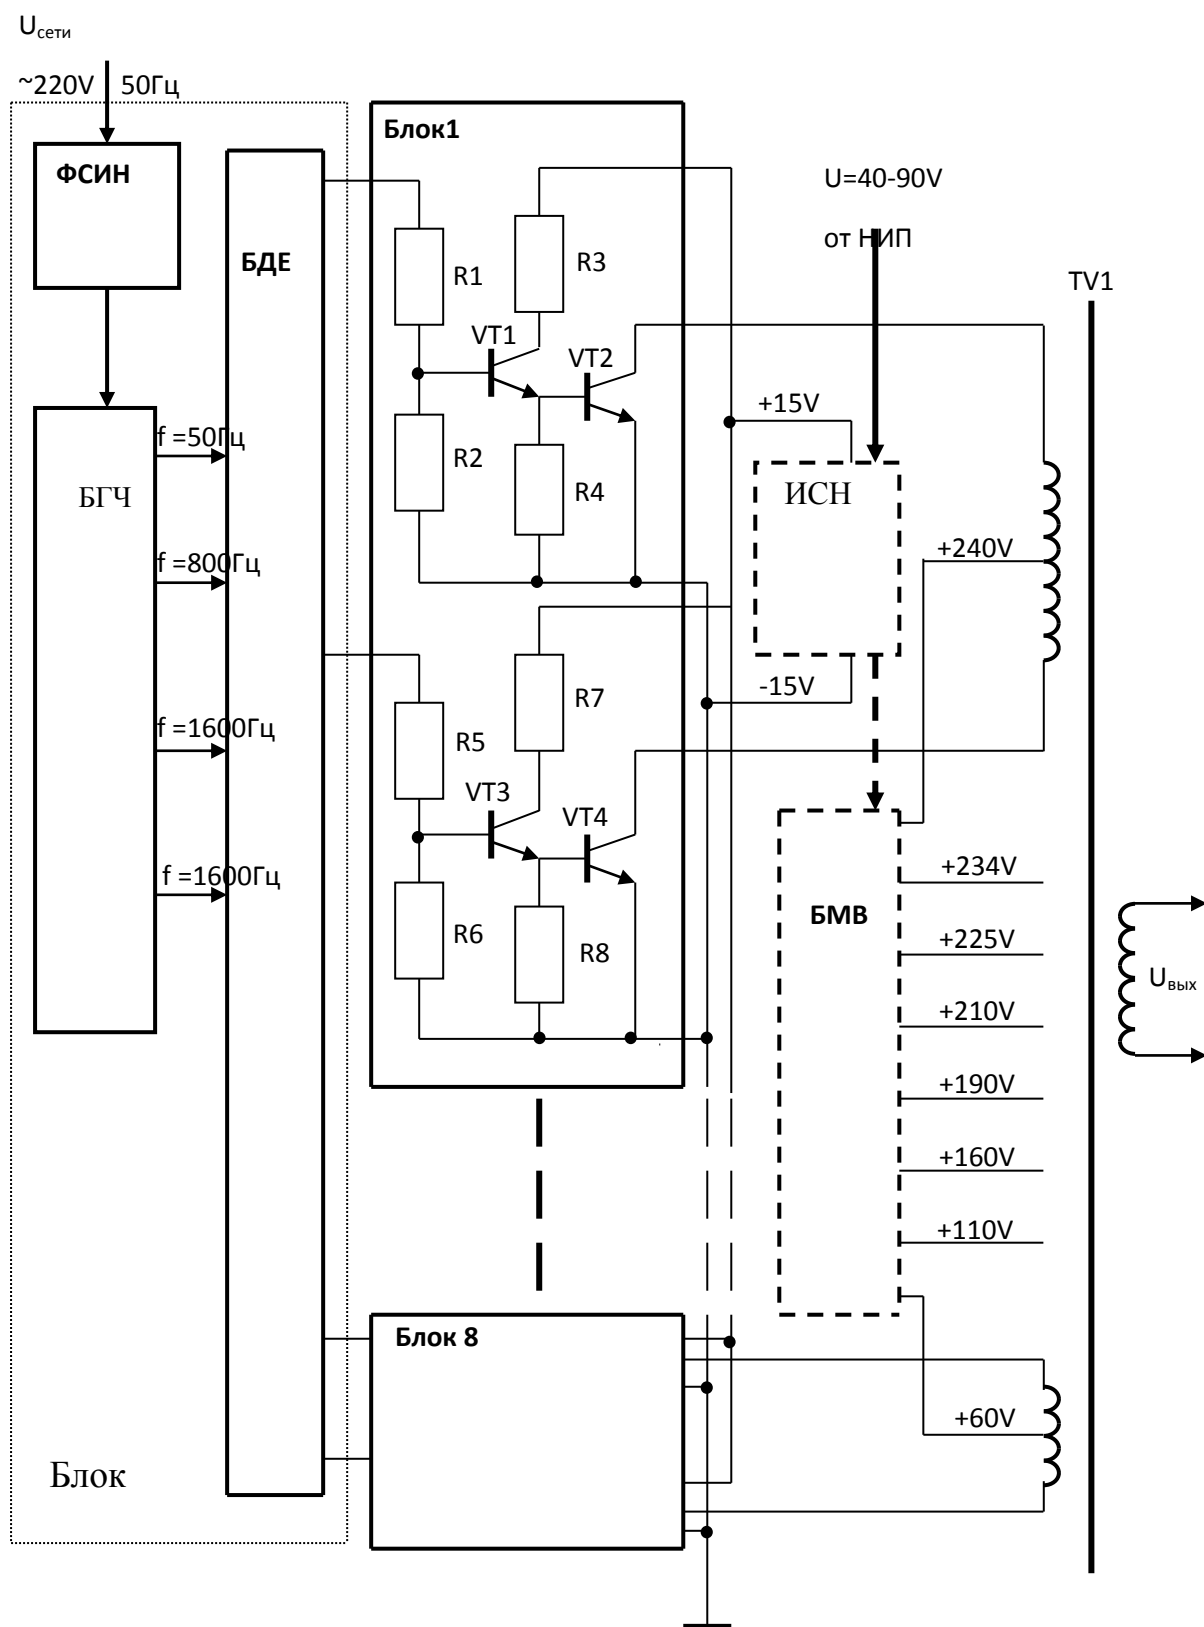 Uсети
~220V 50Гц
ФСИН
БДЕ
БГЧ
f =50Гц
f =800Гц
f =1600Гц
f =1600Гц
Блок
Блок1
R1
R3
VT1
VT2
R2
R4
R7
R5
VT3
VT4
R6
R8
Блок 8
U=40-90V
от НИП
TV1
+15V
ИСН
+240V
-15V
БМВ
+234V
+225V
+210V
+190V
+160V
+110V
+60V
Uвых